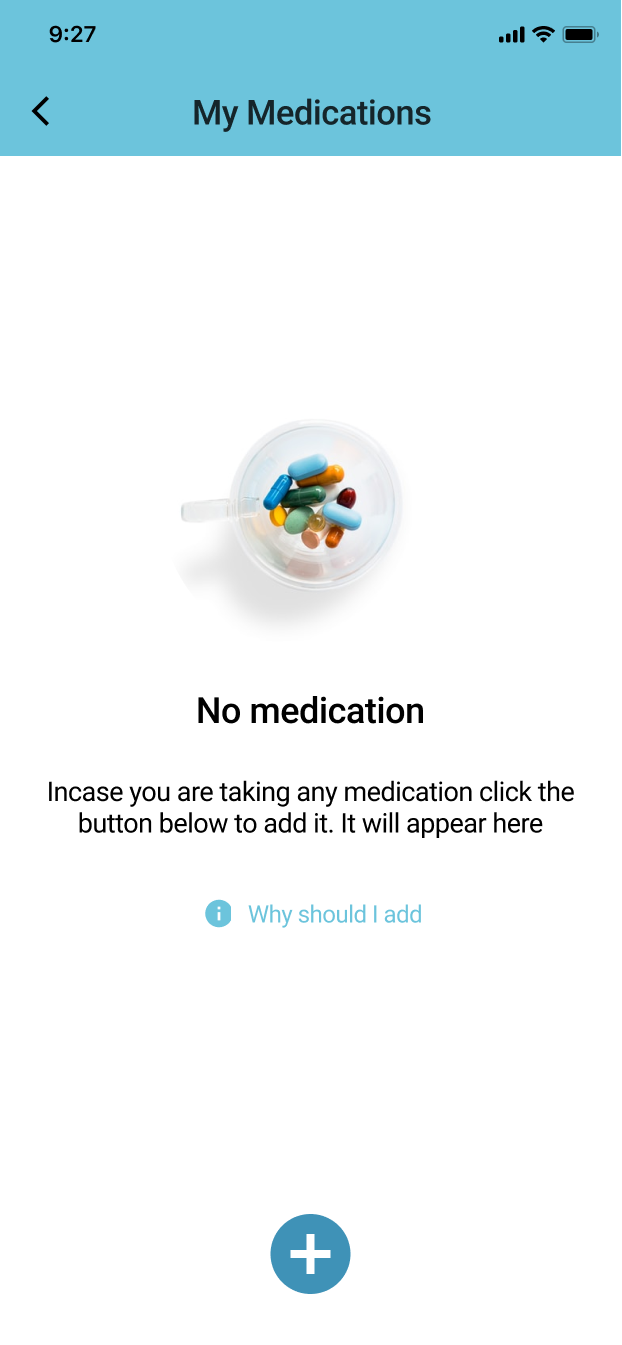 9:27
My Medications
No medication
Incase you are taking any medication click the
button below to add it. It will appear here
Why should I add